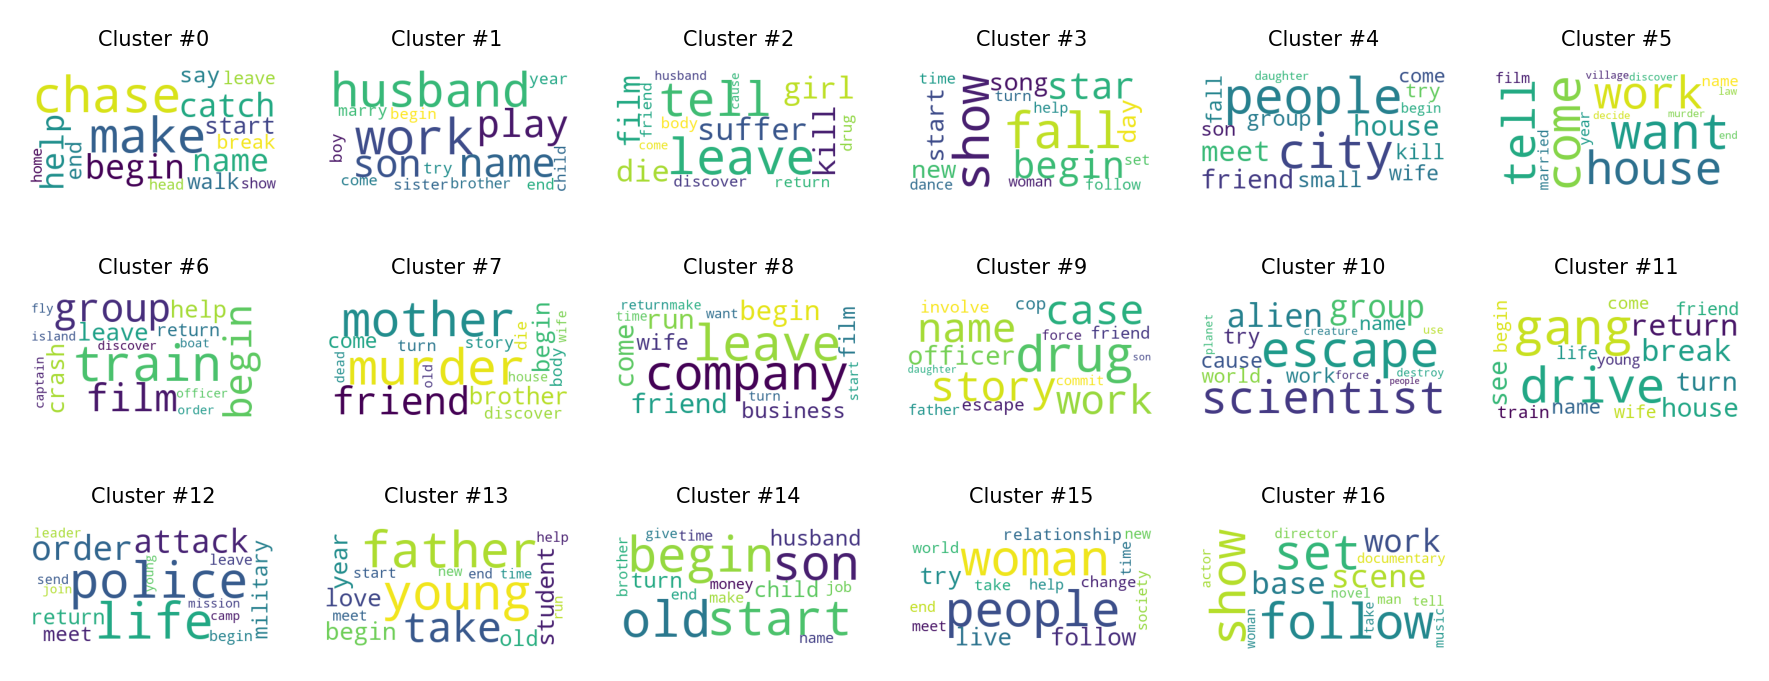 Cluster #0
say leave
chase catch
help make start
break
begin name
home end head walk show
Cluster #1
husband year
marry begin
boy work play
son try name child
come sister brother end
Cluster #2
husband cause
film friend tell girl
body suffer kill drug
come leave
die discover return
Cluster #3
time song star
start show turn help day
fall
new begin set
dance woman follow
Cluster #4
daughter come
fall people try
begin
son group house
meet city kill
friend small wife
Cluster #5
film village discover name
tell come work law
decide murder
year want end
married house
Cluster #6
fly group help
island leave return
discover boat
crash train begin
captain film officer
order
Cluster #7
mother die begin wife
come turn story
dead murder house body
old
friend brother
discover
Cluster #8
return make want begin
time run film
come wife leave
company start
friend turn
business
Cluster #9
involve cop case
name force friend
officer drug son
daughter story commit
father escape work
Cluster #10
alien group
planet try creature name use
cause escape
world work force destroy
people
scientist
Cluster #11
begin come friend
gang return
see life young break
drive turn
train name wife house
Cluster #12
leader attack
order leave military
send police young
join mission
return life camp
meet begin
Cluster #13
year father help
start new end time student
love young run
meet
begin take old
Cluster #14
give time husband
brother begin son
turn money child job
end make
old start
name
Cluster #15
relationship new
world woman time
try take help change society
end people
meet live follow
Cluster #16
director work
actor show set documentary
base scene
novel man tell
woman follow take music